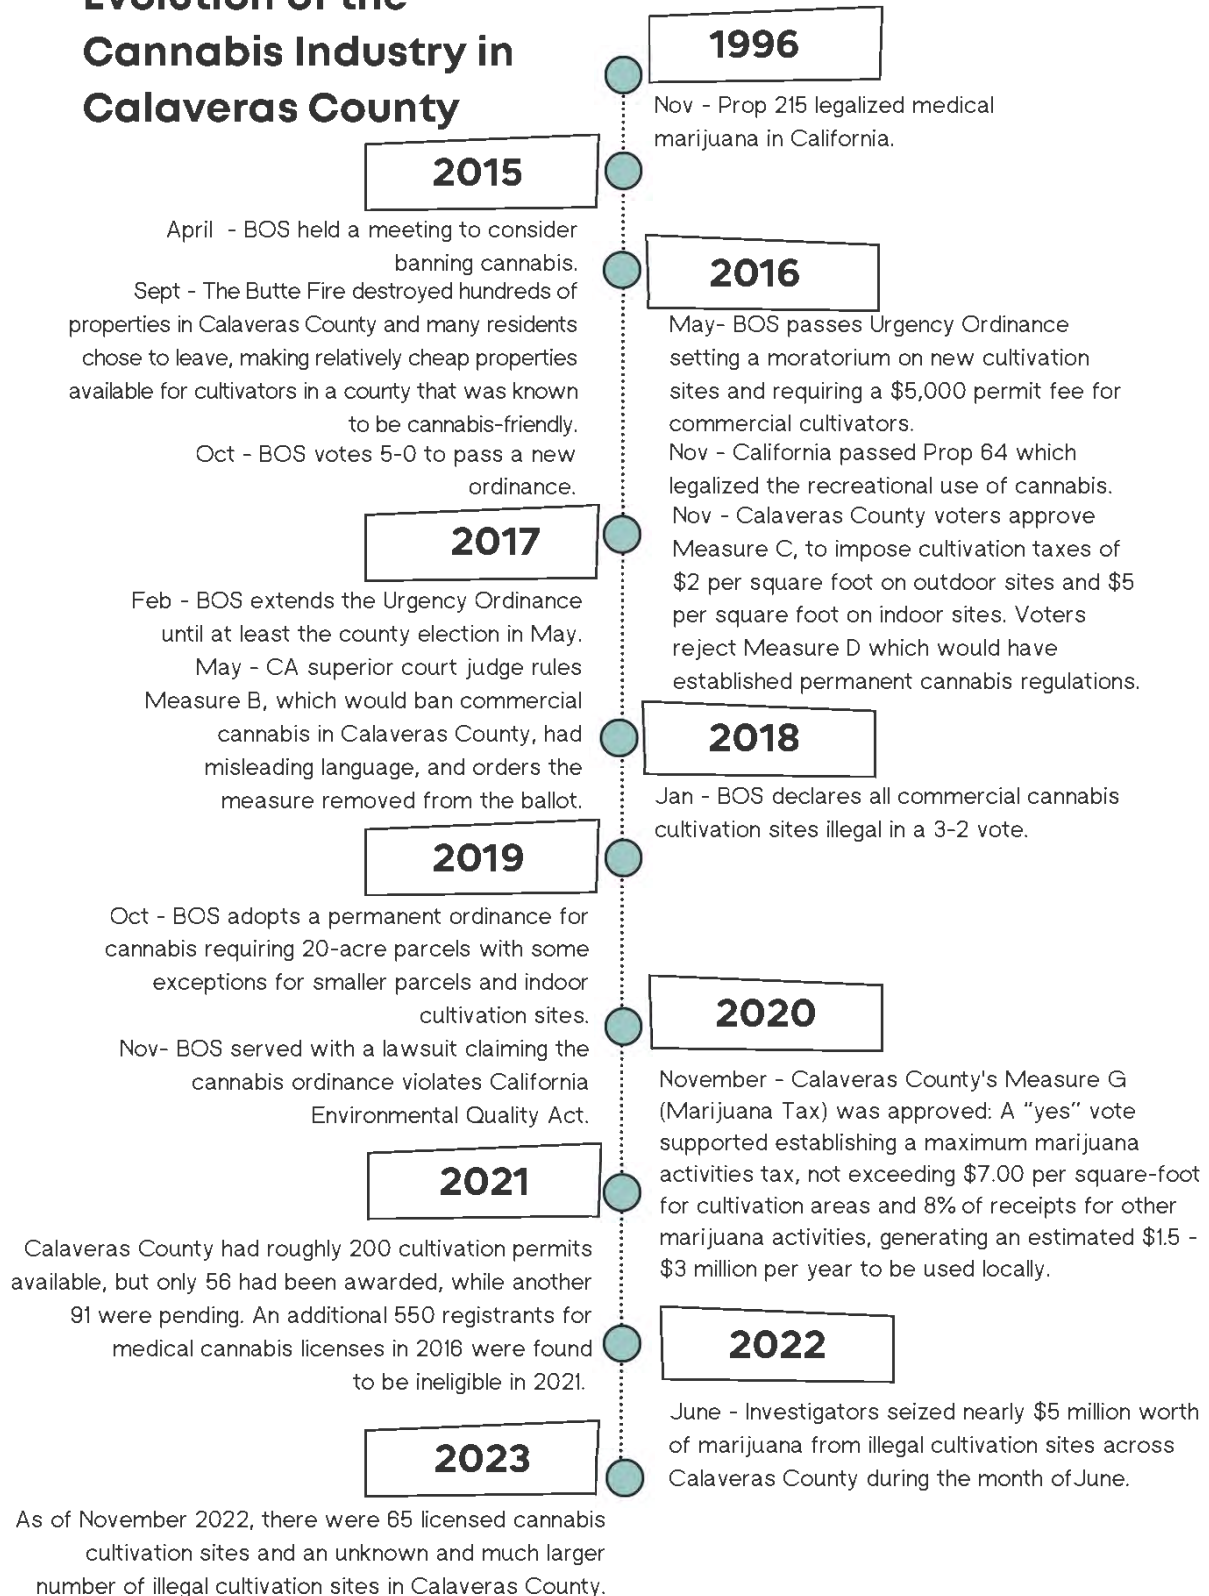 Evolution of the
Cannabis Industry in
Calaveras County
1996
Nov - Prop 215 legalized medical
marijuana in California.
2015
April - BOS held a meeting to consider
banning cannabis.
Sept - The Butte Fire destroyed hundreds of
properties in Calaveras County and many residents
chose to leave, making relatively cheap properties
available for cultivators in a county that was known
to be cannabis-friendly.
Oct - BOS votes 5-0 to pass a new
ordinance.
2016
May- BOS passes Urgency Ordinance
setting a moratorium on new cultivation
sites and requiring a $5,000 permit fee for
commercial cultivators.
Nov - California passed Prop 64 which
legalized the recreational use of cannabis.
Nov - Calaveras County voters approve
Measure C, to impose cultivation taxes of
$2 per square foot on outdoor sites and $5
per square foot on indoor sites. Voters
reject Measure D which would have
established permanent cannabis regulations.
2017
Feb - BOS extends the Urgency Ordinance
until at least the county election in May.
May - CA superior court judge rules
Measure B, which would ban commercial
cannabis in Calaveras County, had
misleading language, and orders the
measure removed from the ballot.
2018
Jan - BOS declares all commercial cannabis
cultivation sites illegal in a 3-2 vote.
2019
Oct - BOS adopts a permanent ordinance for
cannabis requiring 20-acre parcels with some
exceptions for smaller parcels and indoor
cultivation sites.
Nov- BOS served with a lawsuit claiming the
cannabis ordinance violates California
Environmental Quality Act.
2020
November - Calaveras County's Measure G
(Marijuana Tax) was approved: A "yes" vote
supported establishing a maximum marijuana
activities tax, not exceeding $7.00 per square-foot
for cultivation areas and 8% of receipts for other
marijuana activities, generating an estimated $1.5 -
$3 million per year to be used locally.
2021
Calaveras County had roughly 200 cultivation permits
available, but only 56 had been awarded, while another
91 were pending. An additional 550 registrants for
medical cannabis licenses in 2016 were found
to be ineligible in 2021.
2022
June - Investigators seized nearly $5 million worth
of marijuana from illegal cultivation sites across
Calaveras County during the month of June.
2023
As of November 2022, there were 65 licensed cannabis
cultivation sites and an unknown and much larger
number of illegal cultivation sites in Calaveras County.